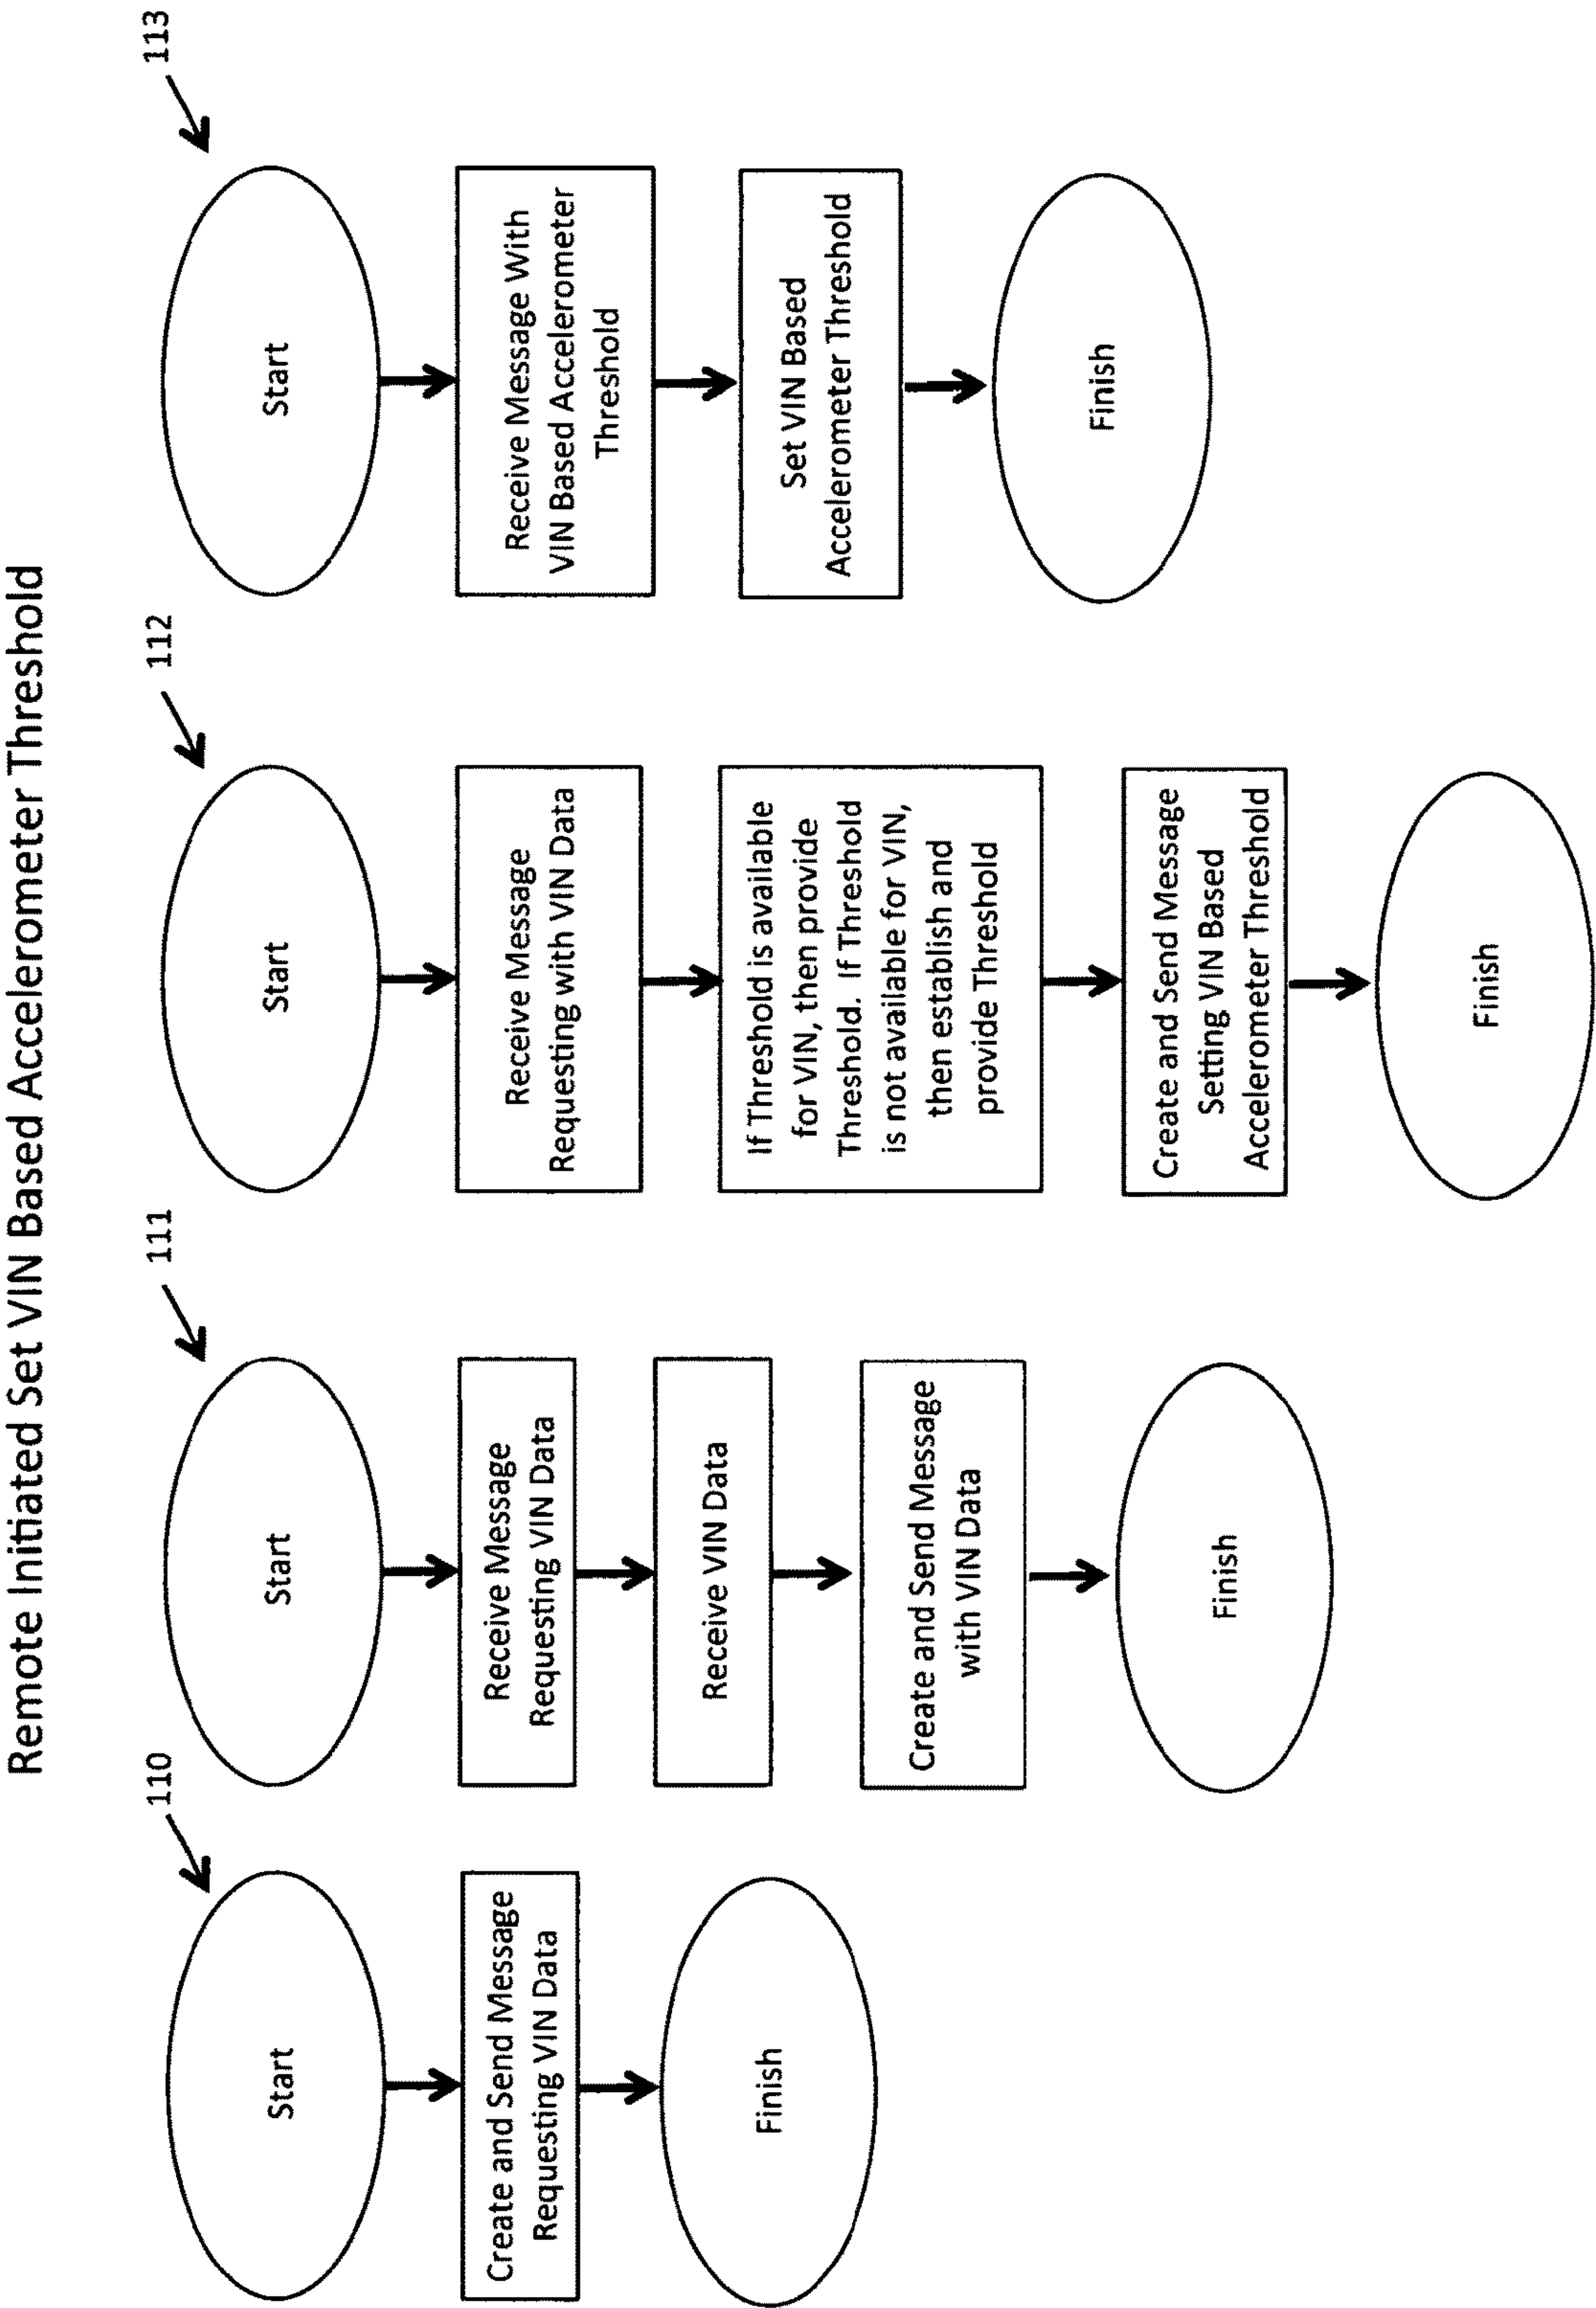 Remote Initiated Set VIN Based Accelerometer Threshold
110
Start
Create and Send Message
Requesting VIN Data
Finish
111
Start
Receive Message
Requesting VIN Data
Receive VIN Data
Create and Send Message
with VIN Data
Finish
112
Start
Receive Message
Requesting with VIN Data
If Threshold is available
for VIN, then provide
Threshold. If Threshold
is not available for VIN,
then establish and
provide Threshold
Create and Send Message
Setting VIN Based
Accelerometer Threshold
Finish
113
Start
Receive Message With
VIN Based Accelerometer
Threshold
Set VIN Based
Accelerometer Threshold
Finish